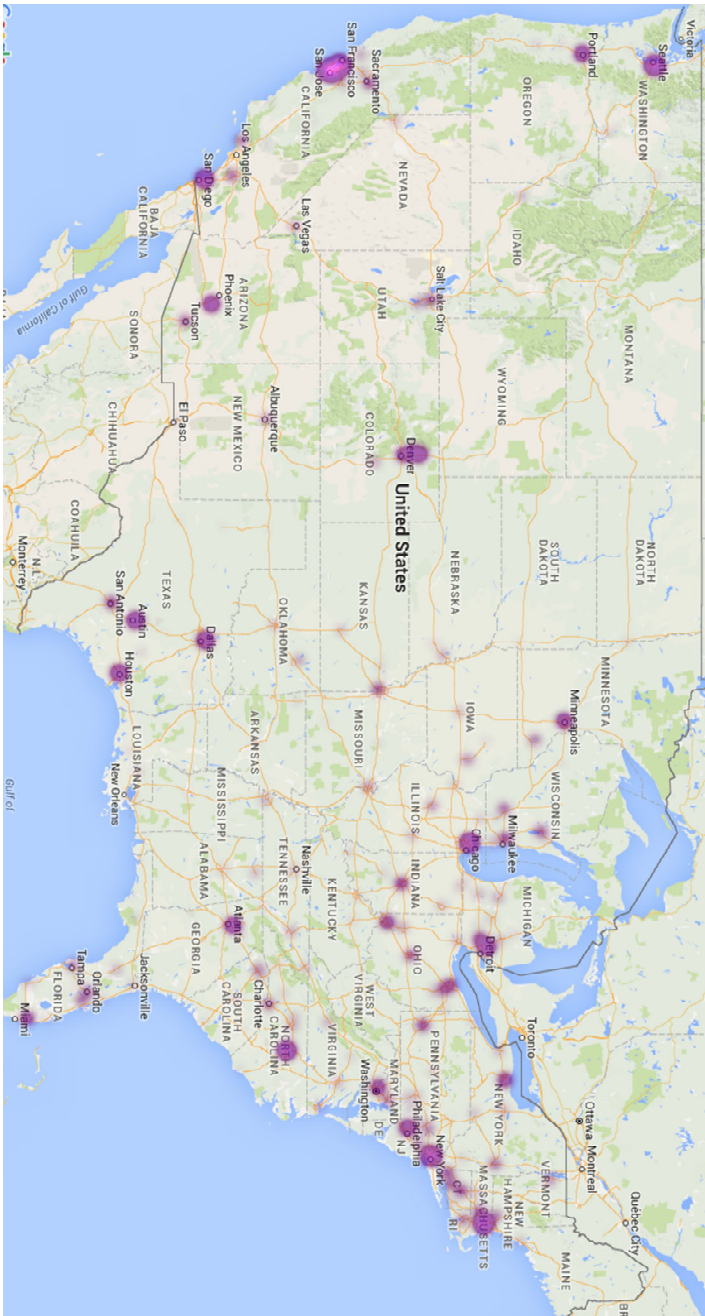 Victoria
Seattle
WASHINGTON
MONTANA
NORTH
DAKOTA
MINNESOTA
Québec City
Ottawa
Montreal
MAINE
Portland
OREGON
IDAHO
SOUTH
DAKOTA
Minneapolis
WISCONSIN
MICHIGAN
Toronto
VERMONT
NEW
HAMPSHIRE
WYOMING
Milwaukee
NEW YORK
MASSACHUSETTS
CT
RI
IOWA
Chicago
Detroit
NEBRASKA
Salt Lake City
NEVADA
UTAH
Denver
United States
ILLINOIS
INDIANA
OHIO
PENNSYLVANIA
New York
Philadelphia
NJ
MARYLAND
DE
Washington
Sacramento
San Francisco
San Jose
CALIFORNIA
COLORADO
KANSAS
MISSOURI
WEST
VIRGINIA
KENTUCKY
VIRGINIA
Las Vegas
Nashville
TENNESSEE
Los Angeles
ARIZONA
Albuquerque
NEW MEXICO
OKLAHOMA
ARKANSAS
NORTH
CAROLINA
Charlotte
SOUTH
CAROLINA
San Diego
Phoenix
Tucson
Dallas
MISSISSIPPI
ALABAMA
Atlanta
GEORGIA
BAJA
CALIFORNIA
El Paso
TEXAS
LOUISIANA
Jacksonville
SONORA
CHIHUAHUA
Austin
San Antonio
Houston
New Orleans
Gulf of California
COAHUILA
Orlando
Tampa
FLORIDA
N.L.
Monterrey
Miami
Gulf of